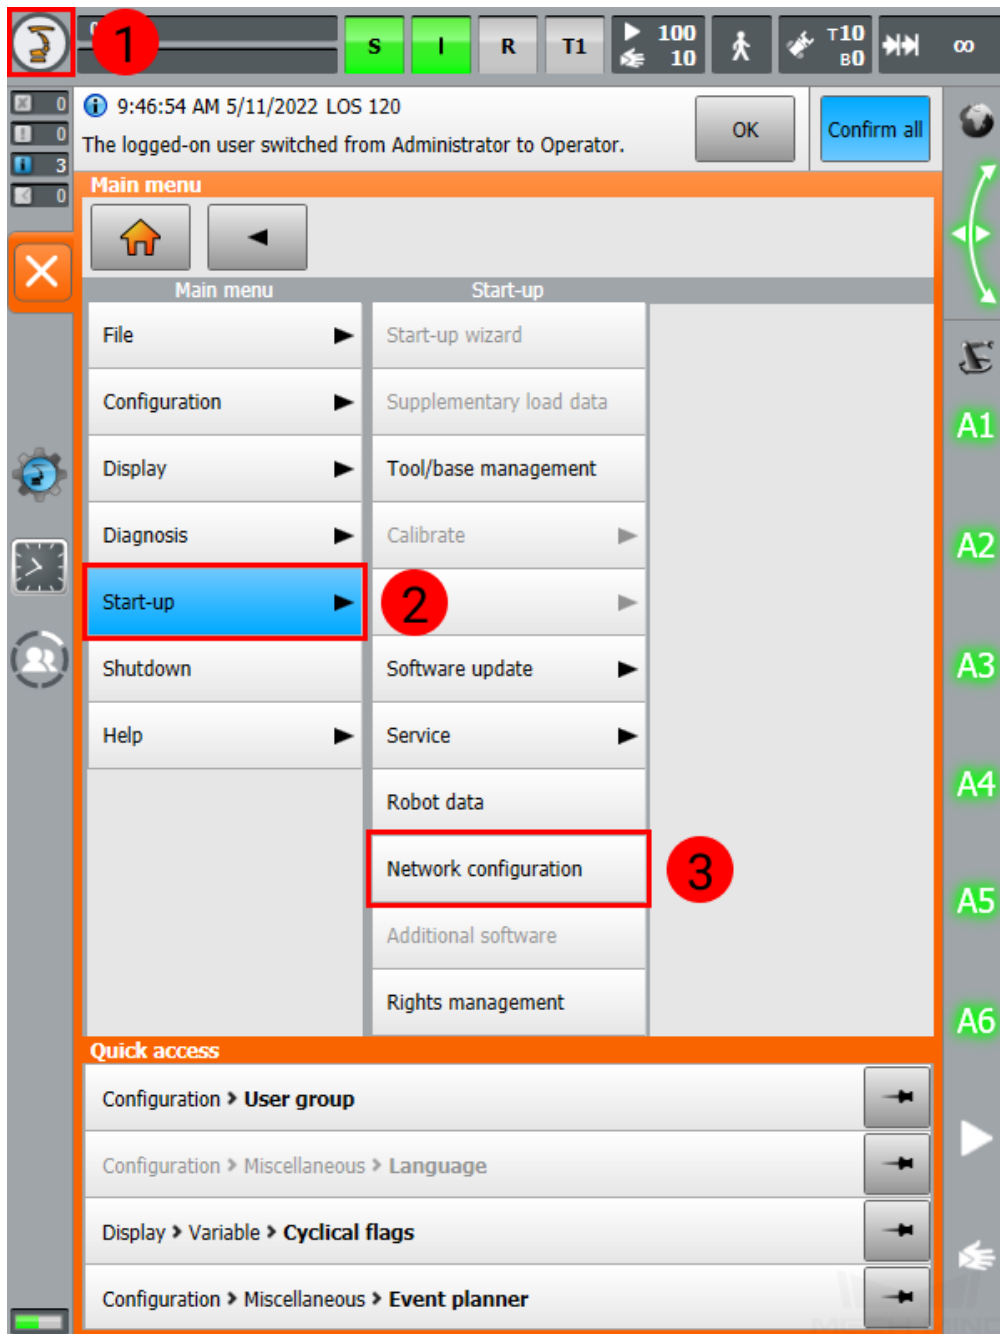 1
S I R T1 100 10 T10 B0 ∞
0
0
3
0
9:46:54 AM 5/11/2022 LOS 120
The logged-on user switched from Administrator to Operator.
OK
Confirm all
Main menu
Main menu
Start-up
File
Configuration
Display
Diagnosis
Start-up
Shutdown
Help
2
Start-up wizard
Supplementary load data
Tool/base management
Calibrate
Software update
Service
Robot data
Network configuration
3
Additional software
Rights management
A1
A2
A3
A4
A5
A6
Quick access
Configuration > User group
Configuration > Miscellaneous > Language
Display > Variable > Cyclical flags
Configuration > Miscellaneous > Event planner